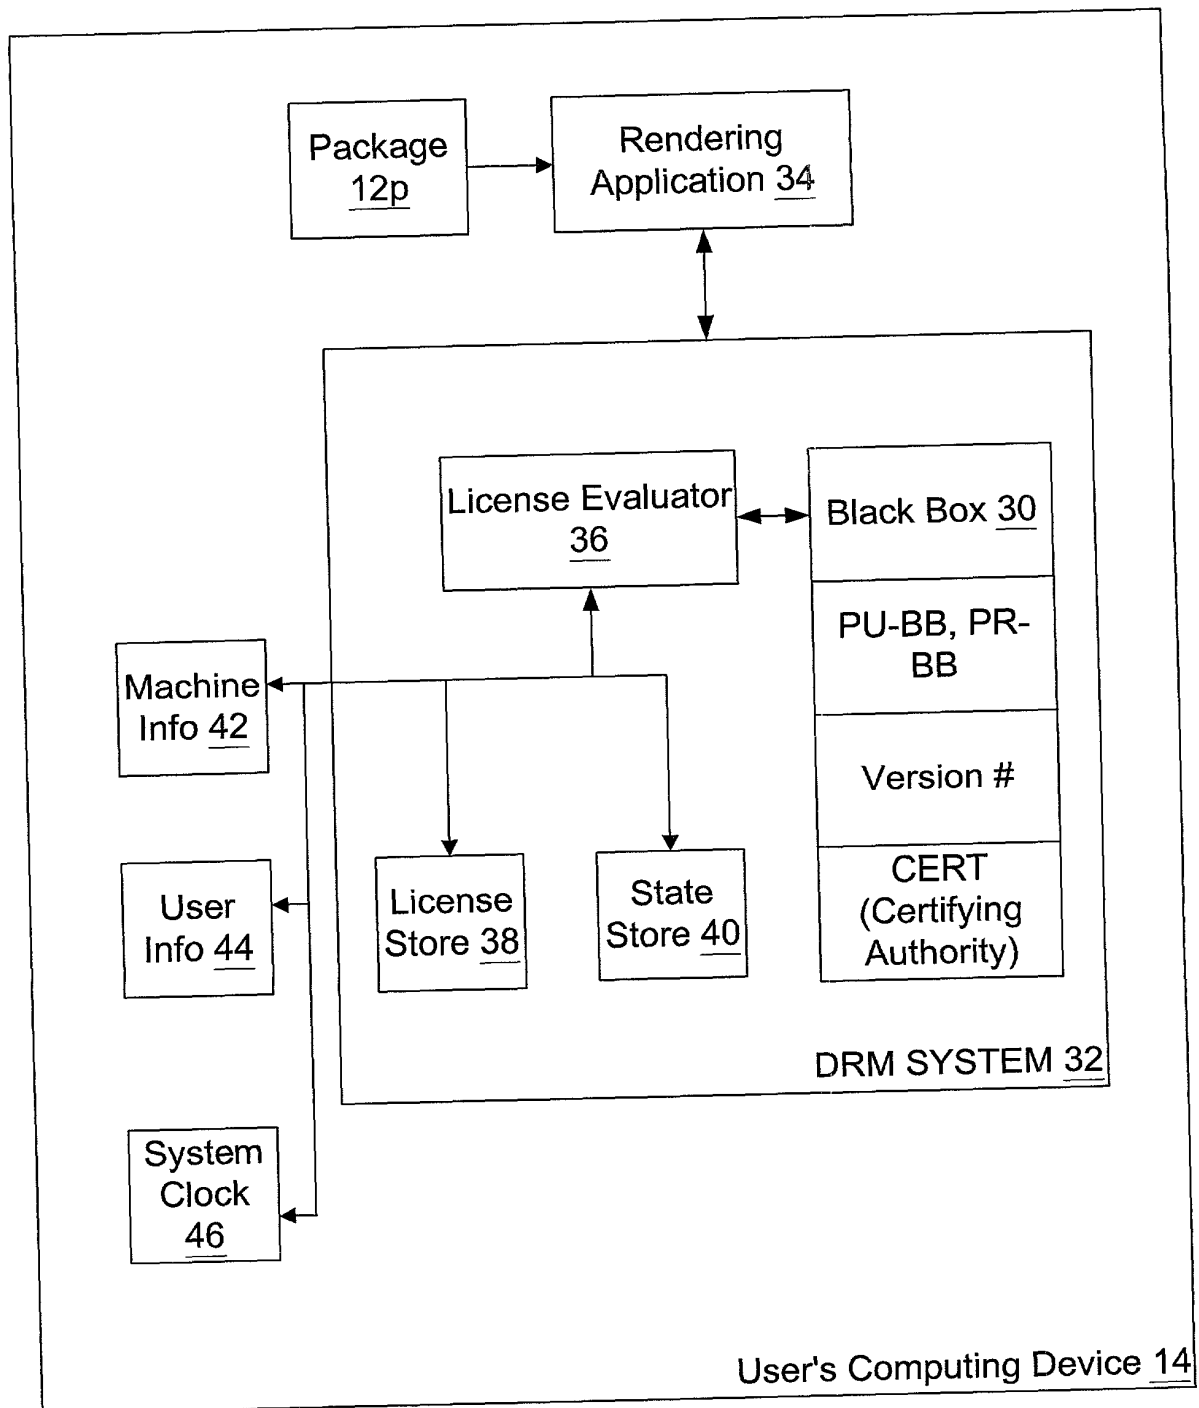 Package
12p
Rendering
Application 34
License Evaluator
36
Black Box 30
PU-BB, PR-
BB
Version #
CERT
(Certifying
Authority)
Machine
Info 42
User
Info 44
License
Store 38
State
Store 40
System
Clock
46
DRM SYSTEM 32
User's Computing Device 14